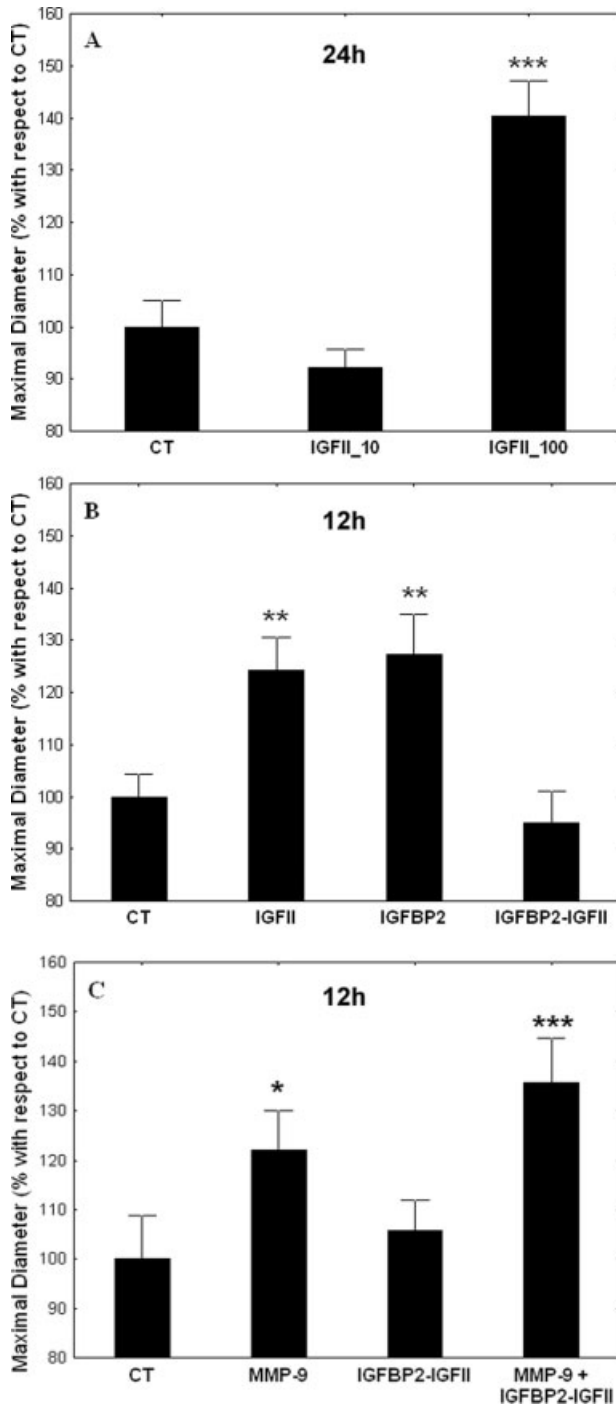 A
24h
***
Maximal Diameter (% with respect to CT)
160
150
140
130
120
110
100
90
80
CT IGFII_10 IGFII_100
B
12h
** **
Maximal Diameter (% with respect to CT)
160
150
140
130
120
110
100
90
80
CT IGFII IGFBP2 IGFBP2-IGFII
C
12h
* ***
Maximal Diameter (% with respect to CT)
160
150
140
130
120
110
100
90
80
CT MMP-9 IGFBP2-IGFII MMP-9 +
IGFBP2-IGFII